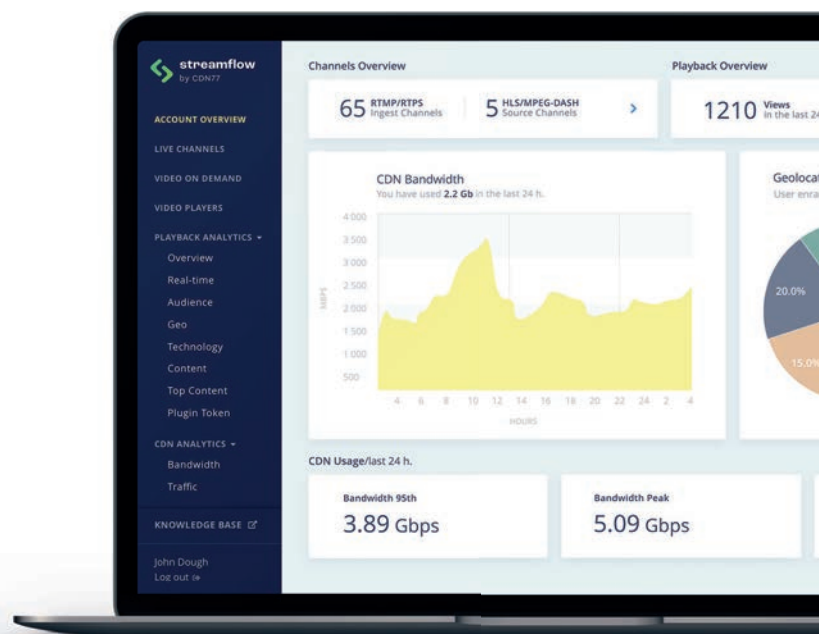 streamflow
by CDN77
ACCOUNT OVERVIEW
LIVE CHANNELS
VIDEO ON DEMAND
VIDEO PLAYERS
PLAYBACK ANALYTICS
Overview
Real-time
Audience
Geo
Technology
Content
Top Content
Plugin Token
CDN ANALYTICS
Bandwidth
Traffic
KNOWLEDGE BASE
John Dough
Log out
Channels Overview
65 RTMP/RTPS
Ingest Channels
5 HLS/MPEG-DASH
Source Channels
Playback Overview
1210 Views
in the last 24
CDN Bandwidth
You have used 2.2 Gb in the last 24 h.
4 000
3 500
3 000
2 500
2 000
1 500
1 000
500
MBPS
4 6 8 10 12 14 16 18 20 22 24 2 4
HOURS
Geolocat
User enra
20.0%
15.0%
CDN Usage/last 24 h.
Bandwidth 95th
3.89 Gbps
Bandwidth Peak
5.09 Gbps